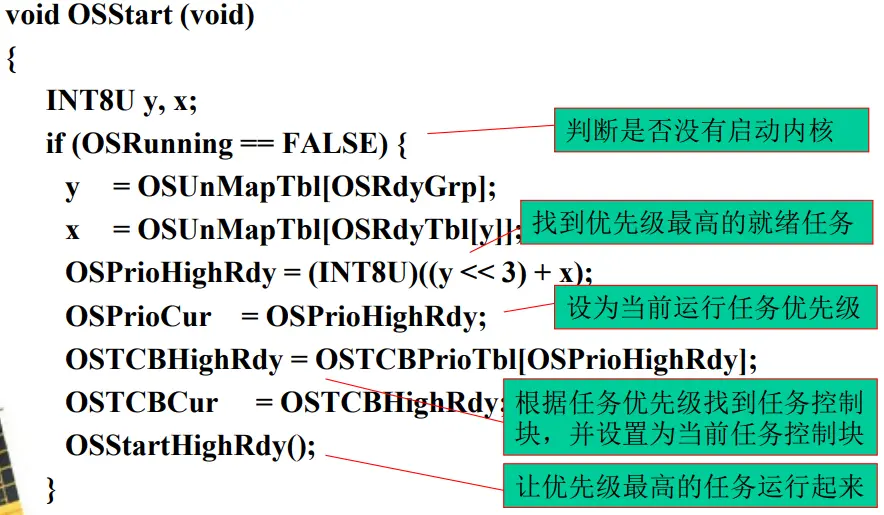 void OSStart (void)
{
INT8U y, x;
if (OSRunning == FALSE) {
判断是否没有启动内核
y = OSUnMapTbl[OSRdyGrp];
x = OSUnMapTbl[OSRdyTbl[y]];
找到优先级最高的就绪任务
OSPrioHighRdy = (INT8U)((y << 3) + x);
OSPrioCur = OSPrioHighRdy;
设为当前运行任务优先级
OSTCBHighRdy = OSTCBPrioTbl[OSPrioHighRdy];
OSTCBCur = OSTCBHighRdy;
根据任务优先级找到任务控制
块，并设置为当前任务控制块
OSStartHighRdy();
让优先级最高的任务运行起来
}